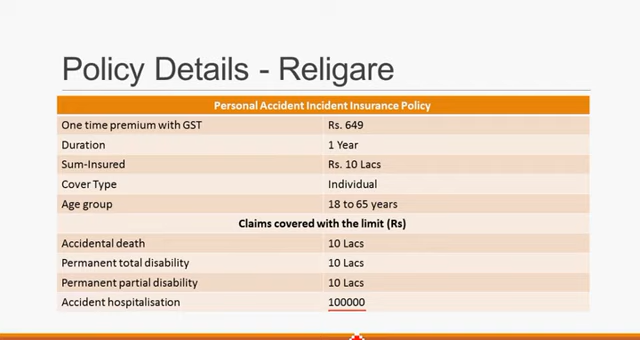 Policy Details - Religare
Personal Accident Incident Insurance Policy
One time premium with GST Rs. 649
Duration 1 Year
Sum-Insured Rs. 10 Lacs
Cover Type Individual
Age group 18 to 65 years
Claims covered with the limit (Rs)
Accidental death 10 Lacs
Permanent total disability 10 Lacs
Permanent partial disability 10 Lacs
Accident hospitalisation 100000